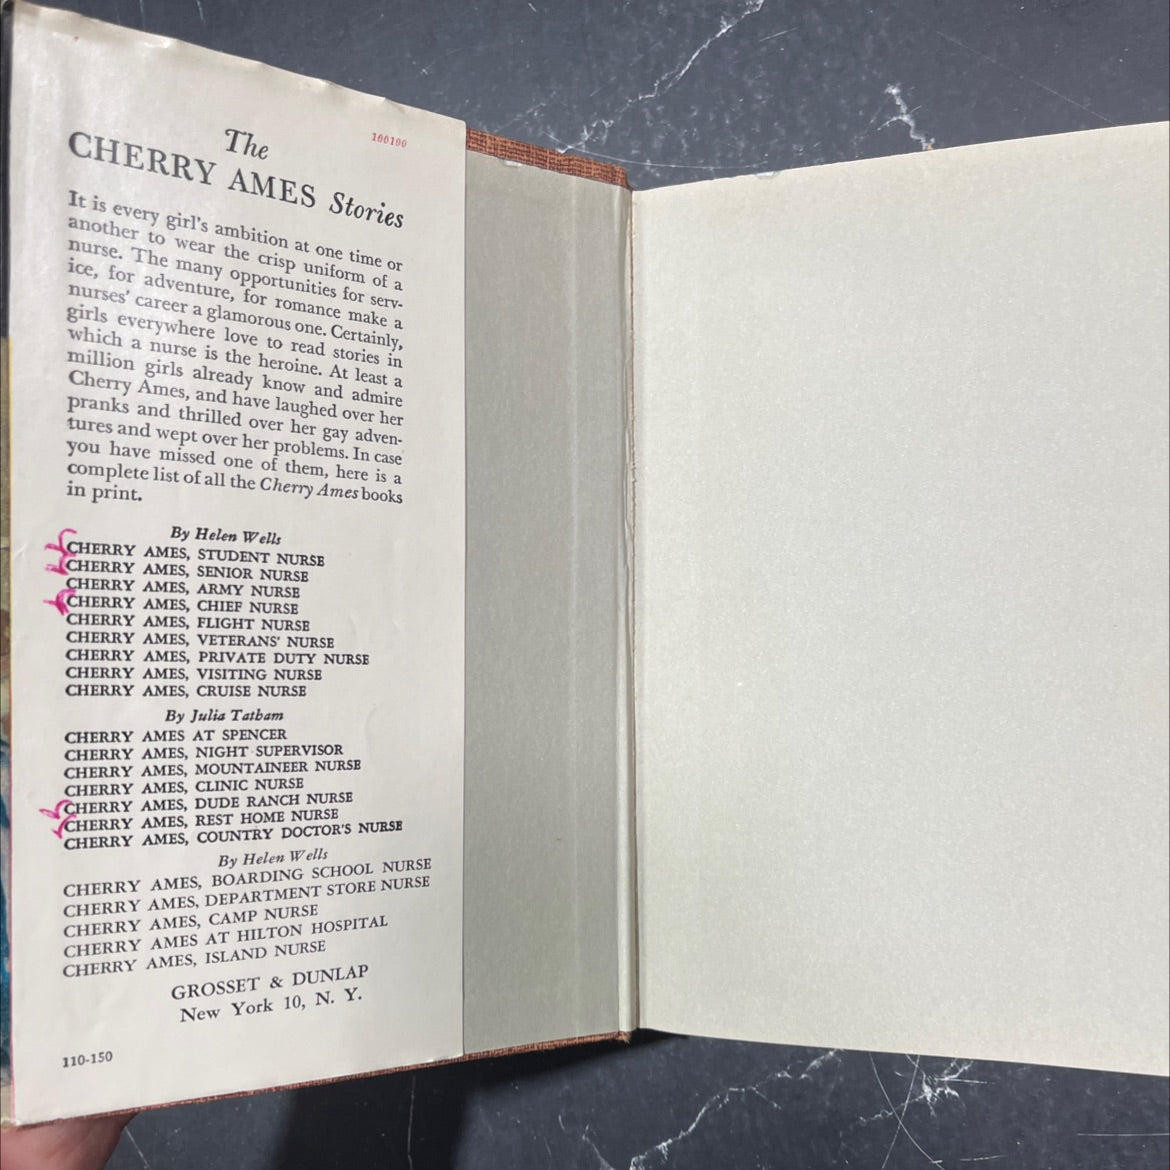 100100
The
CHERRY AMES Stories
It is every girl's ambition at one time or
another to wear the crisp uniform of a
nurse. The many opportunities for serv-
ice, for adventure, for romance make a
nurses' career a glamorous one. Certainly,
girls everywhere love to read stories in
which a nurse is the heroine. At least a
million girls already know and admire
Cherry Ames, and have laughed over her
pranks and thrilled over her gay adven-
tures and wept over her problems. In case
you have missed one of them, here is a
complete list of all the Cherry Ames books
in print.
By Helen Wells
CHERRY AMES, STUDENT NURSE
CHERRY AMES, SENIOR NURSE
CHERRY AMES, ARMY NURSE
CHERRY AMES, CHIEF NURSE
CHERRY AMES, FLIGHT NURSE
CHERRY AMES, VETERANS' NURSE
CHERRY AMES, PRIVATE DUTY NURSE
CHERRY AMES, VISITING NURSE
CHERRY AMES, CRUISE NURSE
By Julia Tatham
CHERRY AMES AT SPENCER
CHERRY AMES, NIGHT SUPERVISOR
CHERRY AMES, MOUNTAINEER NURSE
CHERRY AMES, CLINIC NURSE
CHERRY AMES, DUDE RANCH NURSE
CHERRY AMES, REST HOME NURSE
CHERRY AMES, COUNTRY DOCTOR'S NURSE
By Helen Wells
CHERRY AMES, BOARDING SCHOOL NURSE
CHERRY AMES, DEPARTMENT STORE NURSE
CHERRY AMES, CAMP NURSE
CHERRY AMES AT HILTON HOSPITAL
CHERRY AMES, ISLAND NURSE
GROSSET & DUNLAP
New York 10, N. Y.
110-150